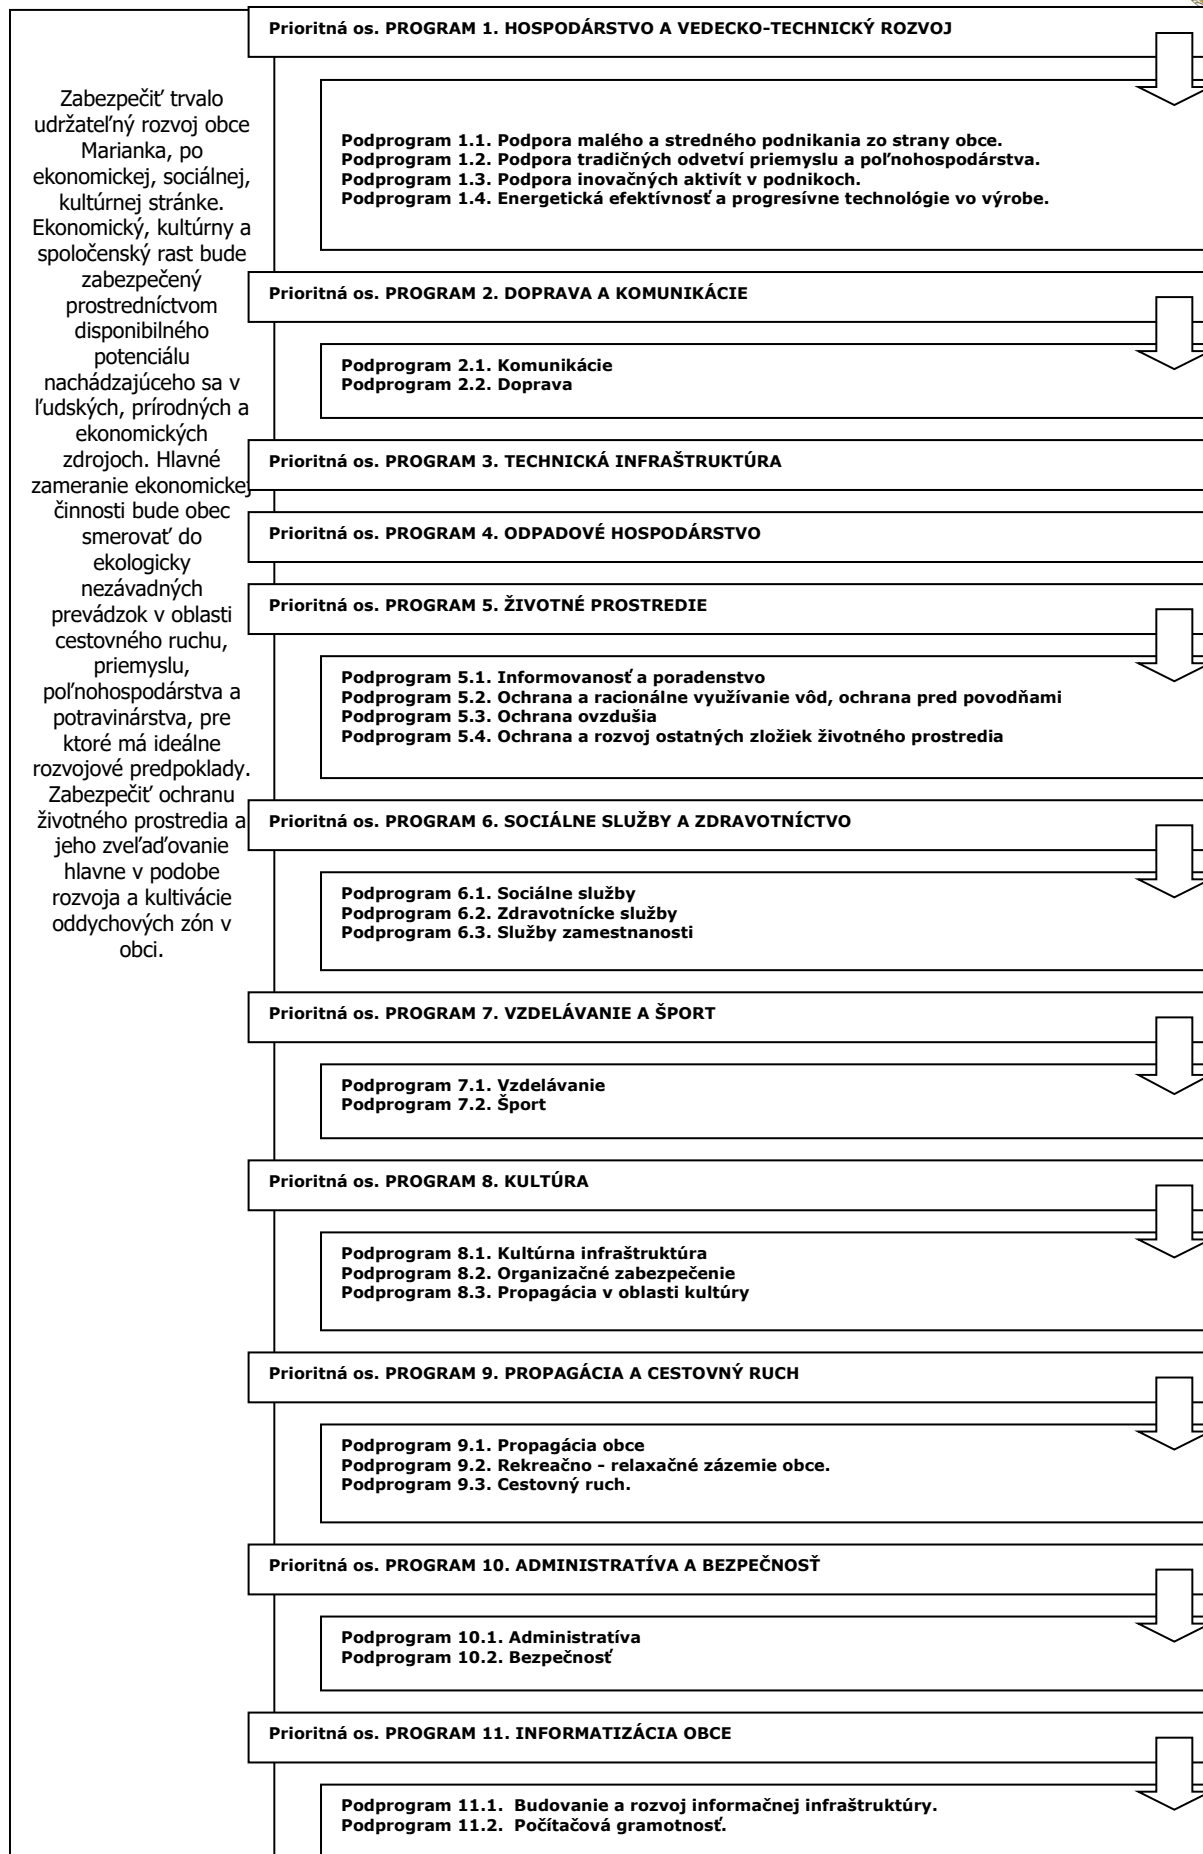 Zabezpečiť trvalo
udržateľný rozvoj obce
Marianka, po
ekonomickej, sociálnej,
kultúrnej stránke.
Ekonomický, kultúrny a
spoločenský rast bude
zabezpečený
prostredníctvom
disponibilného
potenciálu
nachádzajúceho sa v
ľudských, prírodných a
ekonomických
zdrojoch. Hlavné
zameranie ekonomickej
činnosti bude obec
smerovať do
ekologicky
nezávadných
prevádzok v oblasti
cestovného ruchu,
priemyslu,
poľnohospodárstva a
potravinárstva, pre
ktoré má ideálne
rozvojové predpoklady.
Zabezpečiť ochranu
životného prostredia a
jeho zveľaďovanie
hlavne v podobe
rozvoja a kultivácie
oddychových zón v
obci.
Prioritná os. PROGRAM 1. HOSPODÁRSTVO A VEDECKO-TECHNICKÝ ROZVOJ
Podprogram 1.1. Podpora malého a stredného podnikania zo strany obce.
Podprogram 1.2. Podpora tradičných odvetví priemyslu a poľnohospodárstva.
Podprogram 1.3. Podpora inovačných aktivít v podnikoch.
Podprogram 1.4. Energetická efektívnosť a progresívne technológie vo výrobe.
Prioritná os. PROGRAM 2. DOPRAVA A KOMUNIKÁCIE
Podprogram 2.1. Komunikácie
Podprogram 2.2. Doprava
Prioritná os. PROGRAM 3. TECHNICKÁ INFRAŠTRUKTÚRA
Prioritná os. PROGRAM 4. ODPADOVÉ HOSPODÁRSTVO
Prioritná os. PROGRAM 5. ŽIVOTNÉ PROSTREDIE
Podprogram 5.1. Informovanosť a poradenstvo
Podprogram 5.2. Ochrana a racionálne využívanie vôd, ochrana pred povodňami
Podprogram 5.3. Ochrana ovzdušia
Podprogram 5.4. Ochrana a rozvoj ostatných zložiek životného prostredia
Prioritná os. PROGRAM 6. SOCIÁLNE SLUŽBY A ZDRAVOTNÍCTVO
Podprogram 6.1. Sociálne služby
Podprogram 6.2. Zdravotnícke služby
Podprogram 6.3. Služby zamestnanosti
Prioritná os. PROGRAM 7. VZDELÁVANIE A ŠPORT
Podprogram 7.1. Vzdelávanie
Podprogram 7.2. Šport
Prioritná os. PROGRAM 8. KULTÚRA
Podprogram 8.1. Kultúrna infraštruktúra
Podprogram 8.2. Organizačné zabezpečenie
Podprogram 8.3. Propagácia v oblasti kultúry
Prioritná os. PROGRAM 9. PROPAGÁCIA A CESTOVNÝ RUCH
Podprogram 9.1. Propagácia obce
Podprogram 9.2. Rekreačno - relaxačné zázemie obce.
Podprogram 9.3. Cestovný ruch.
Prioritná os. PROGRAM 10. ADMINISTRATÍVA A BEZPEČNOSŤ
Podprogram 10.1. Administratíva
Podprogram 10.2. Bezpečnosť
Prioritná os. PROGRAM 11. INFORMATIZÁCIA OBCE
Podprogram 11.1. Budovanie a rozvoj informačnej infraštruktúry.
Podprogram 11.2. Počítačová gramotnosť.